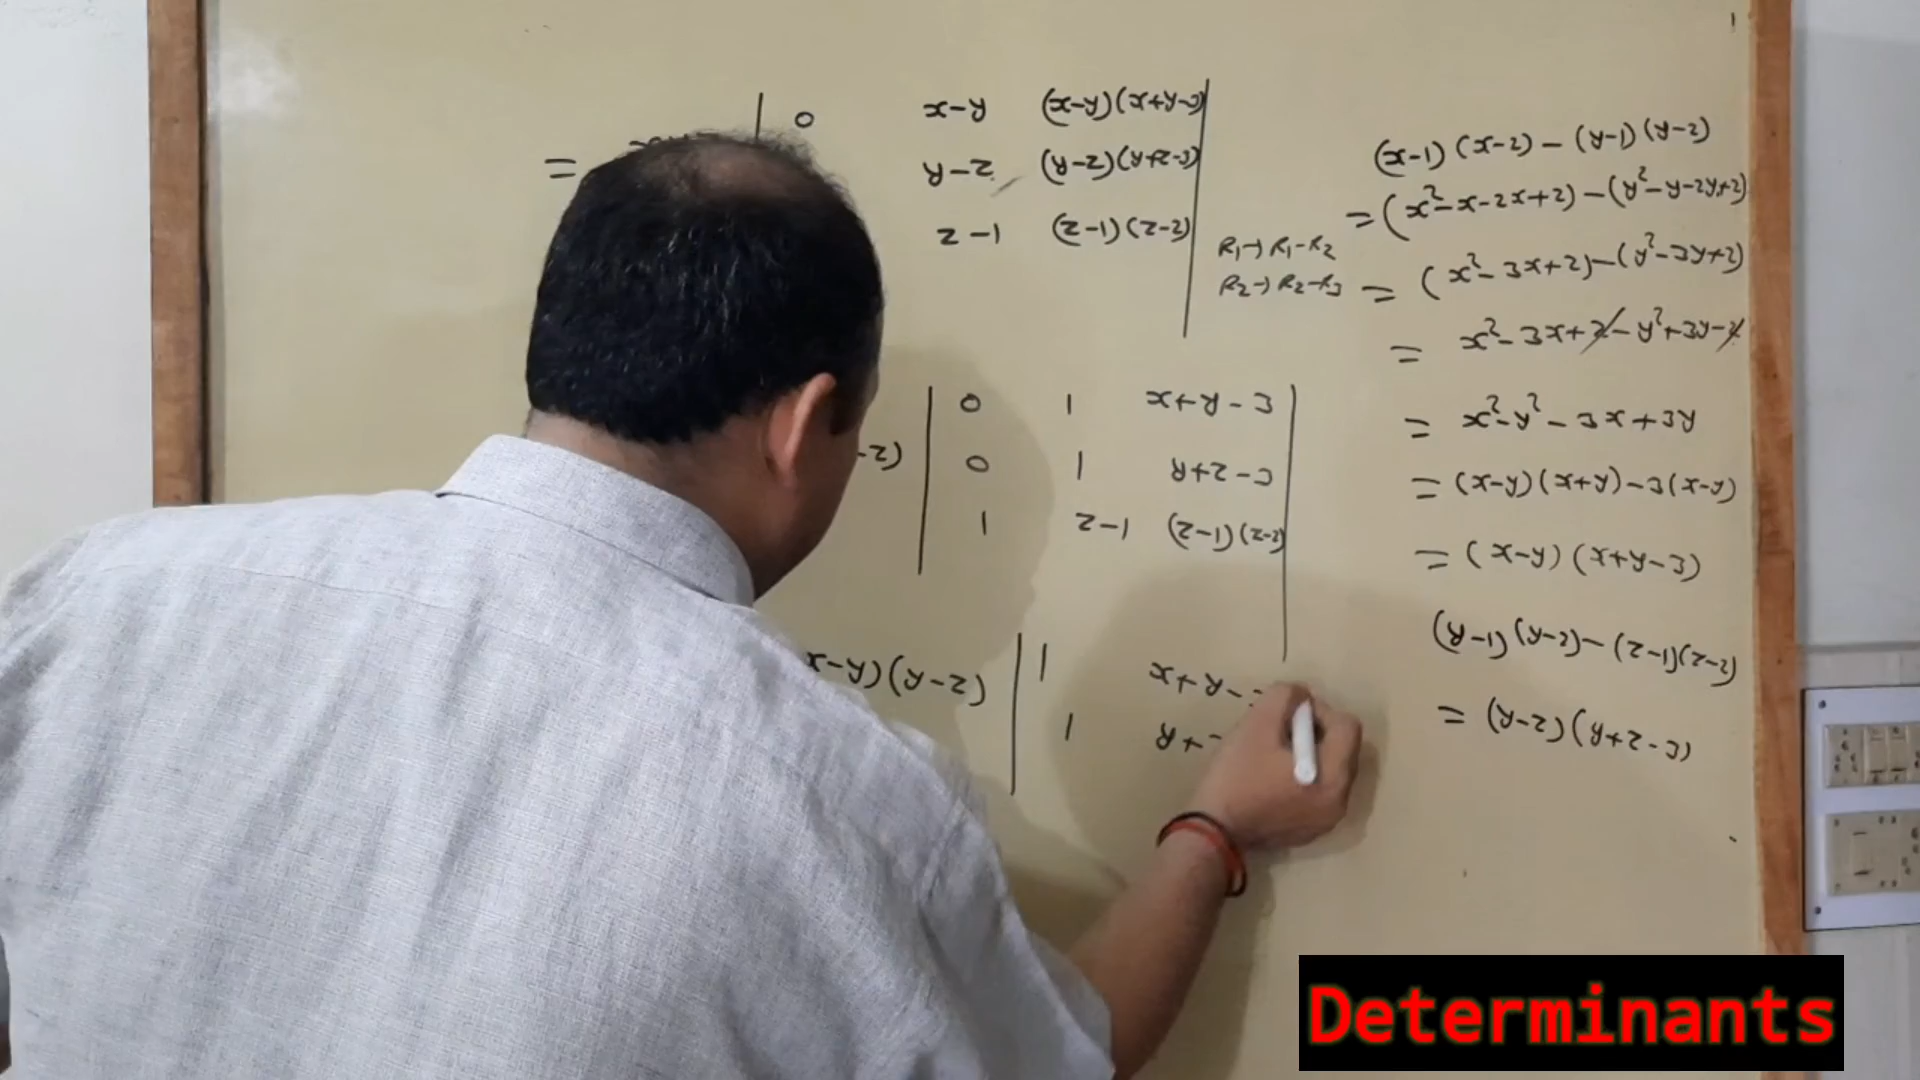 0 x-y (x-y)(x+y-3)
=
y-z (y-z)(y+z-3)
z-1 (z-1)(z-2)
R1→R1-R2
R2→R2-R3
0 1 x+y-3
0 1 y+z-3
1 z-1 (z-1)(z-2)
(y-z) 1 x+y
1 y+
(x-1)(x-2)-(y-1)(y-2)
=(x²-x-2x+2)-(y²-y-2y+2)
=(x²-3x+2)-(y²-3y+2)
= x²-3x+2-y²+3y-2
= x²-y²-3x+3y
=(x-y)(x+y)-3(x-y)
=(x-y)(x+y-3)
(y-1)(y-2)-(z-1)(z-2)
=(y-z)(y+z-3)
Determinants